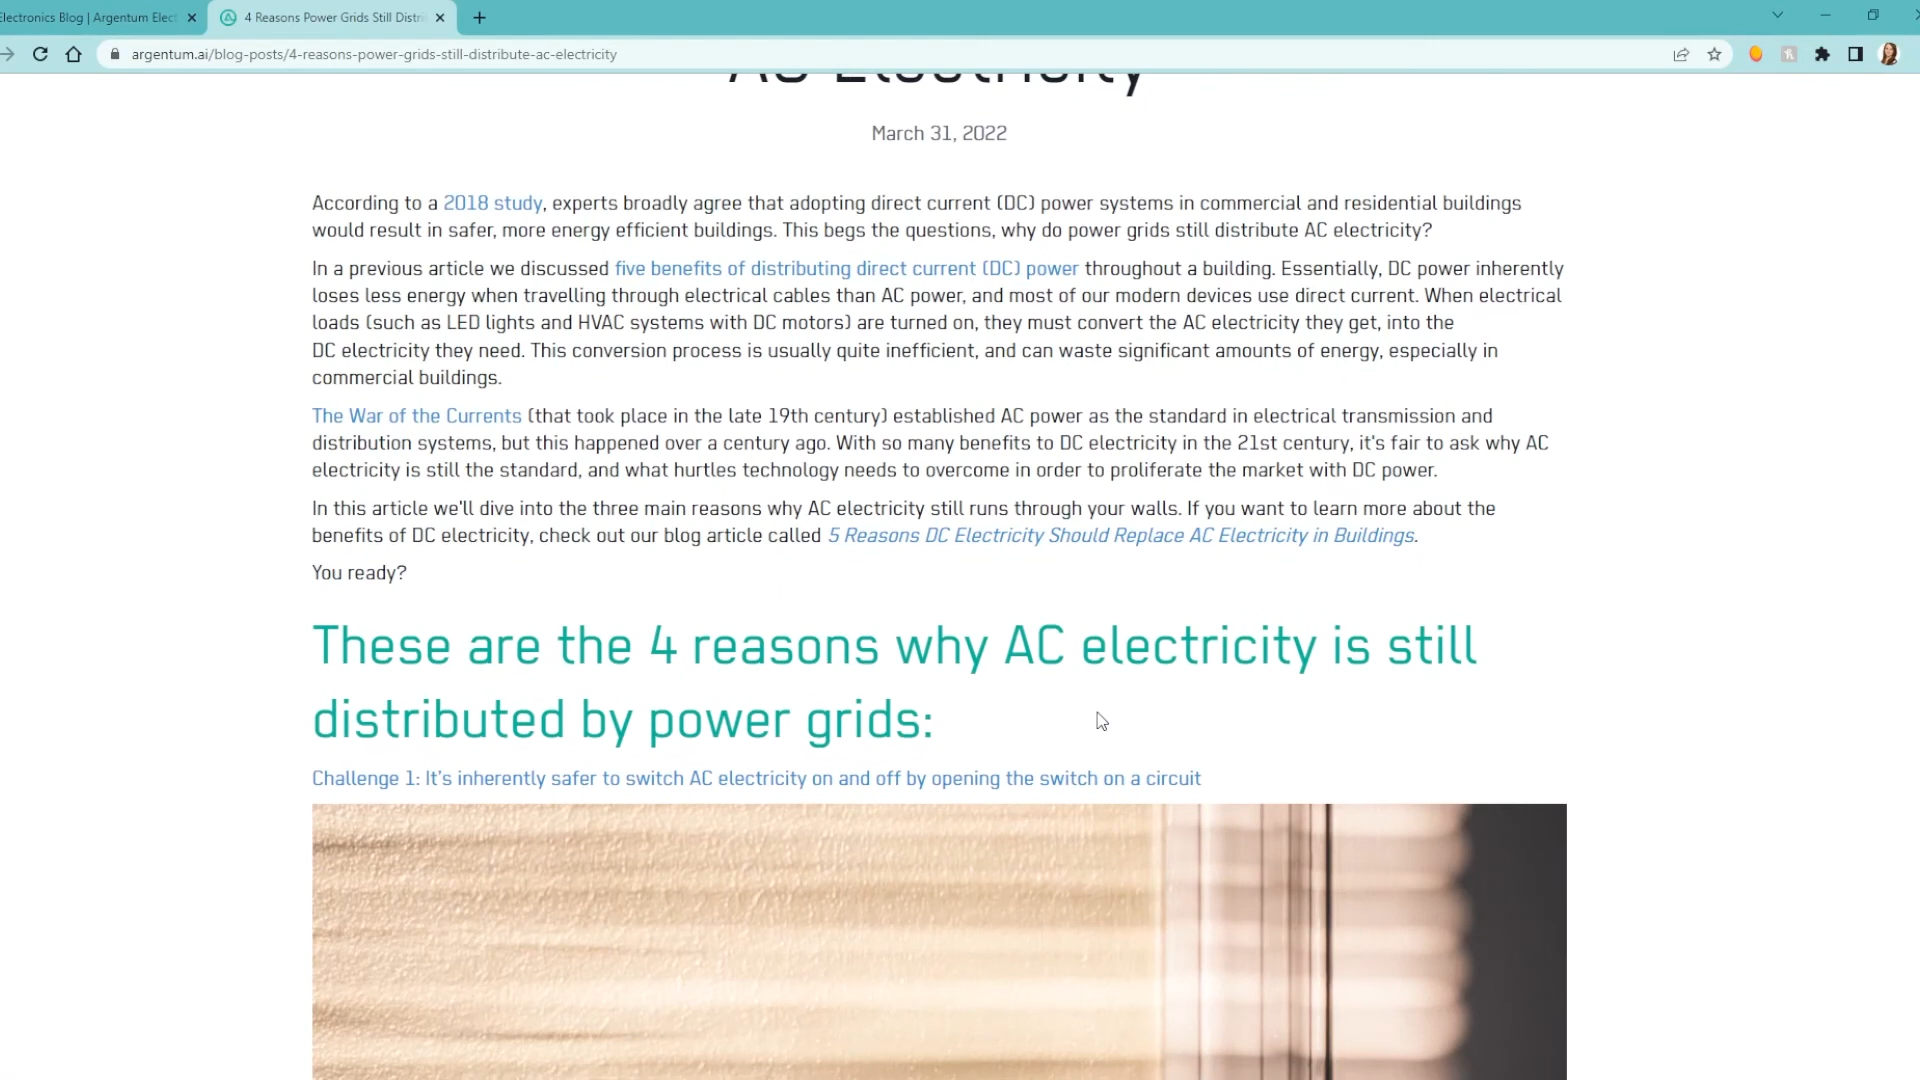 Electronics Blog | Argentum Elect
4 Reasons Power Grids Still Distri
argentum.ai/blog-posts/4-reasons-power-grids-still-distribute-ac-electricity
AC Electricity
March 31, 2022
According to a 2018 study, experts broadly agree that adopting direct current (DC) power systems in commercial and residential buildings
would result in safer, more energy efficient buildings. This begs the questions, why do power grids still distribute AC electricity?
In a previous article we discussed five benefits of distributing direct current (DC) power throughout a building. Essentially, DC power inherently
loses less energy when travelling through electrical cables than AC power, and most of our modern devices use direct current. When electrical
loads (such as LED lights and HVAC systems with DC motors) are turned on, they must convert the AC electricity they get, into the
DC electricity they need. This conversion process is usually quite inefficient, and can waste significant amounts of energy, especially in
commercial buildings.
The War of the Currents (that took place in the late 19th century) established AC power as the standard in electrical transmission and
distribution systems, but this happened over a century ago. With so many benefits to DC electricity in the 21st century, it's fair to ask why AC
electricity is still the standard, and what hurtles technology needs to overcome in order to proliferate the market with DC power.
In this article we'll dive into the three main reasons why AC electricity still runs through your walls. If you want to learn more about the
benefits of DC electricity, check out our blog article called 5 Reasons DC Electricity Should Replace AC Electricity in Buildings.
You ready?
These are the 4 reasons why AC electricity is still
distributed by power grids:
Challenge 1: It's inherently safer to switch AC electricity on and off by opening the switch on a circuit